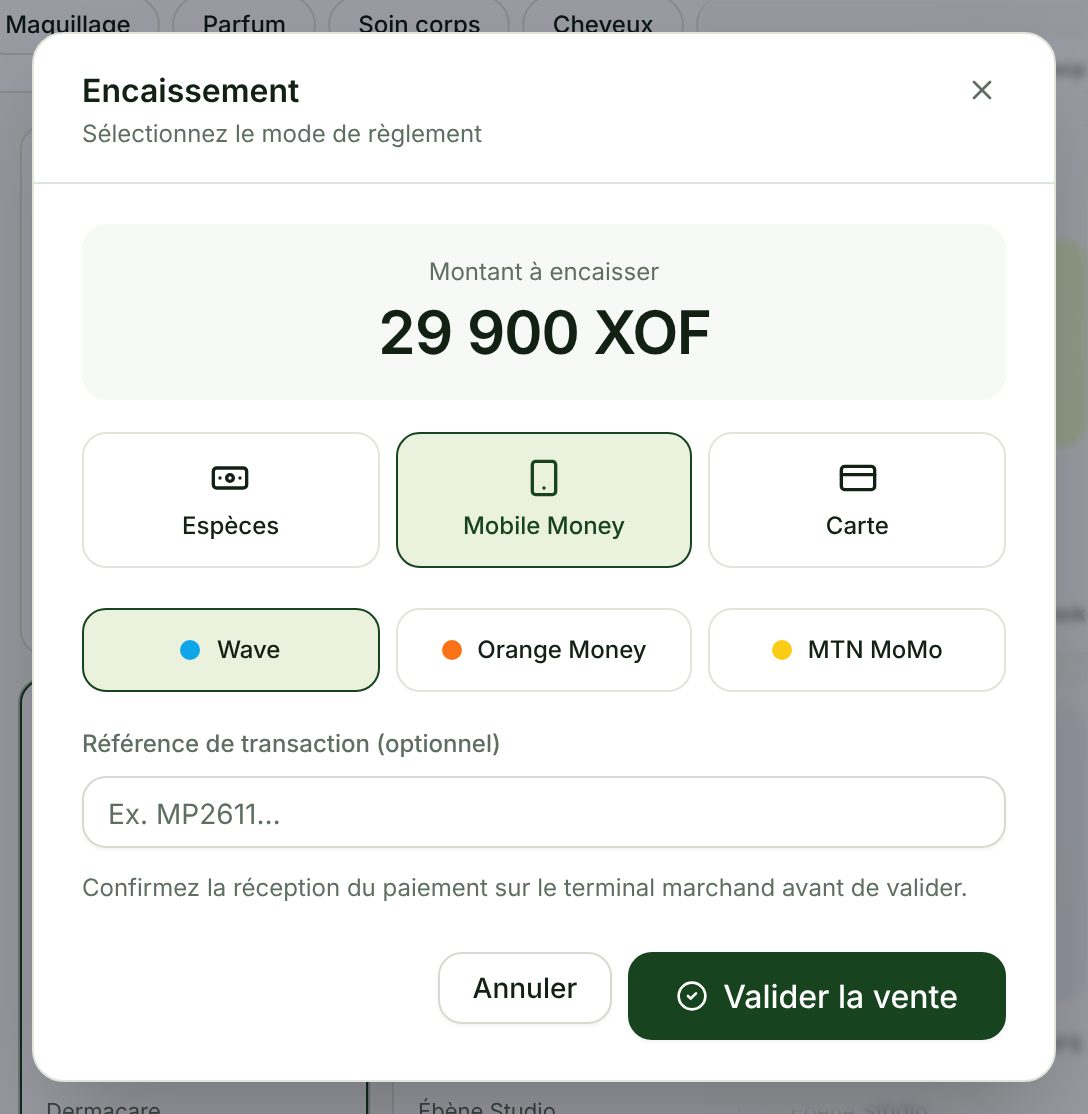 Maquillage
Parfum
Soin corps
Cheveux
Encaissement
Sélectionnez le mode de règlement
Montant à encaisser
29 900 XOF
Espèces
Mobile Money
Carte
Wave
Orange Money
MTN MoMo
Référence de transaction (optionnel)
Ex. MP2611...
Confirmez la réception du paiement sur le terminal marchand avant de valider.
Annuler
Valider la vente
Dermacare
Ébène Studio
Ebène Studio